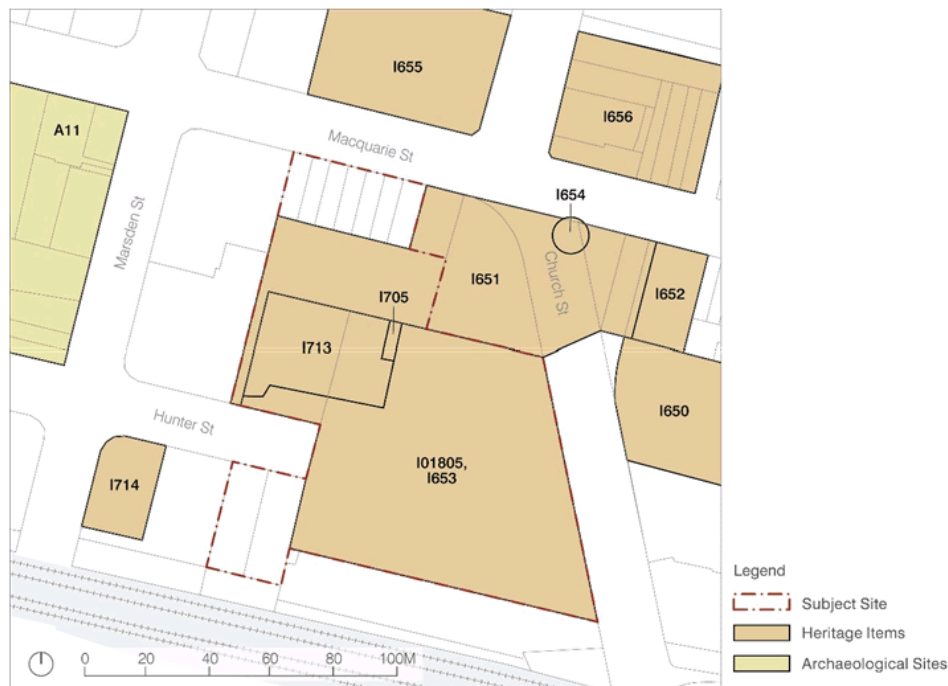 I655
A11
I656
Macquarie St
I654
Marsden St
I651
Church St
I652
I705
I713
I650
Hunter St
I01805,
I653
I714
Legend
Subject Site
Heritage Items
Archaeological Sites
0 20 40 60 80 100M